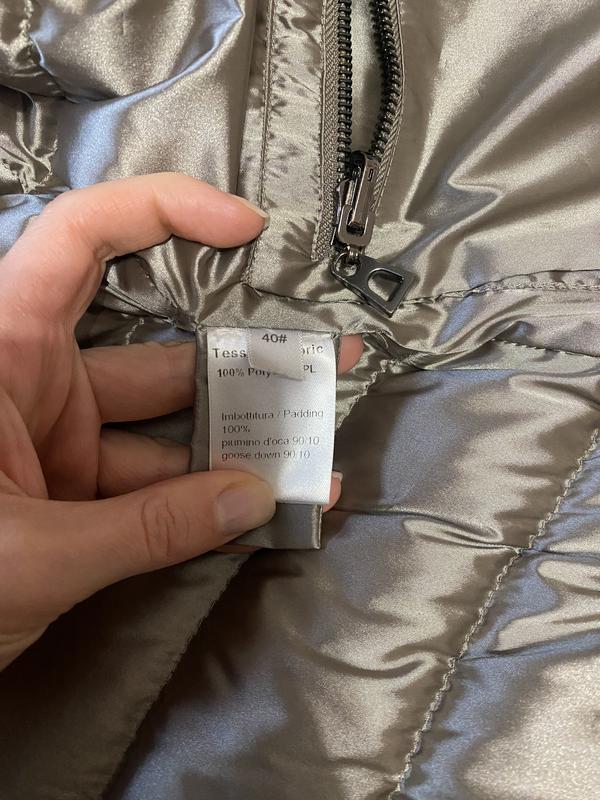 40#
100%
Imbottitura / Padding
100%
piumino d'oca 90/10
goose down 90/10